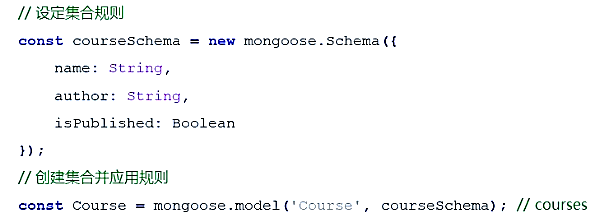 // 设定集合规则
const courseSchema = new mongoose.Schema({
    name: String,
    author: String,
    isPublished: Boolean
});
// 创建集合并应用规则
const Course = mongoose.model('Course', courseSchema); // courses